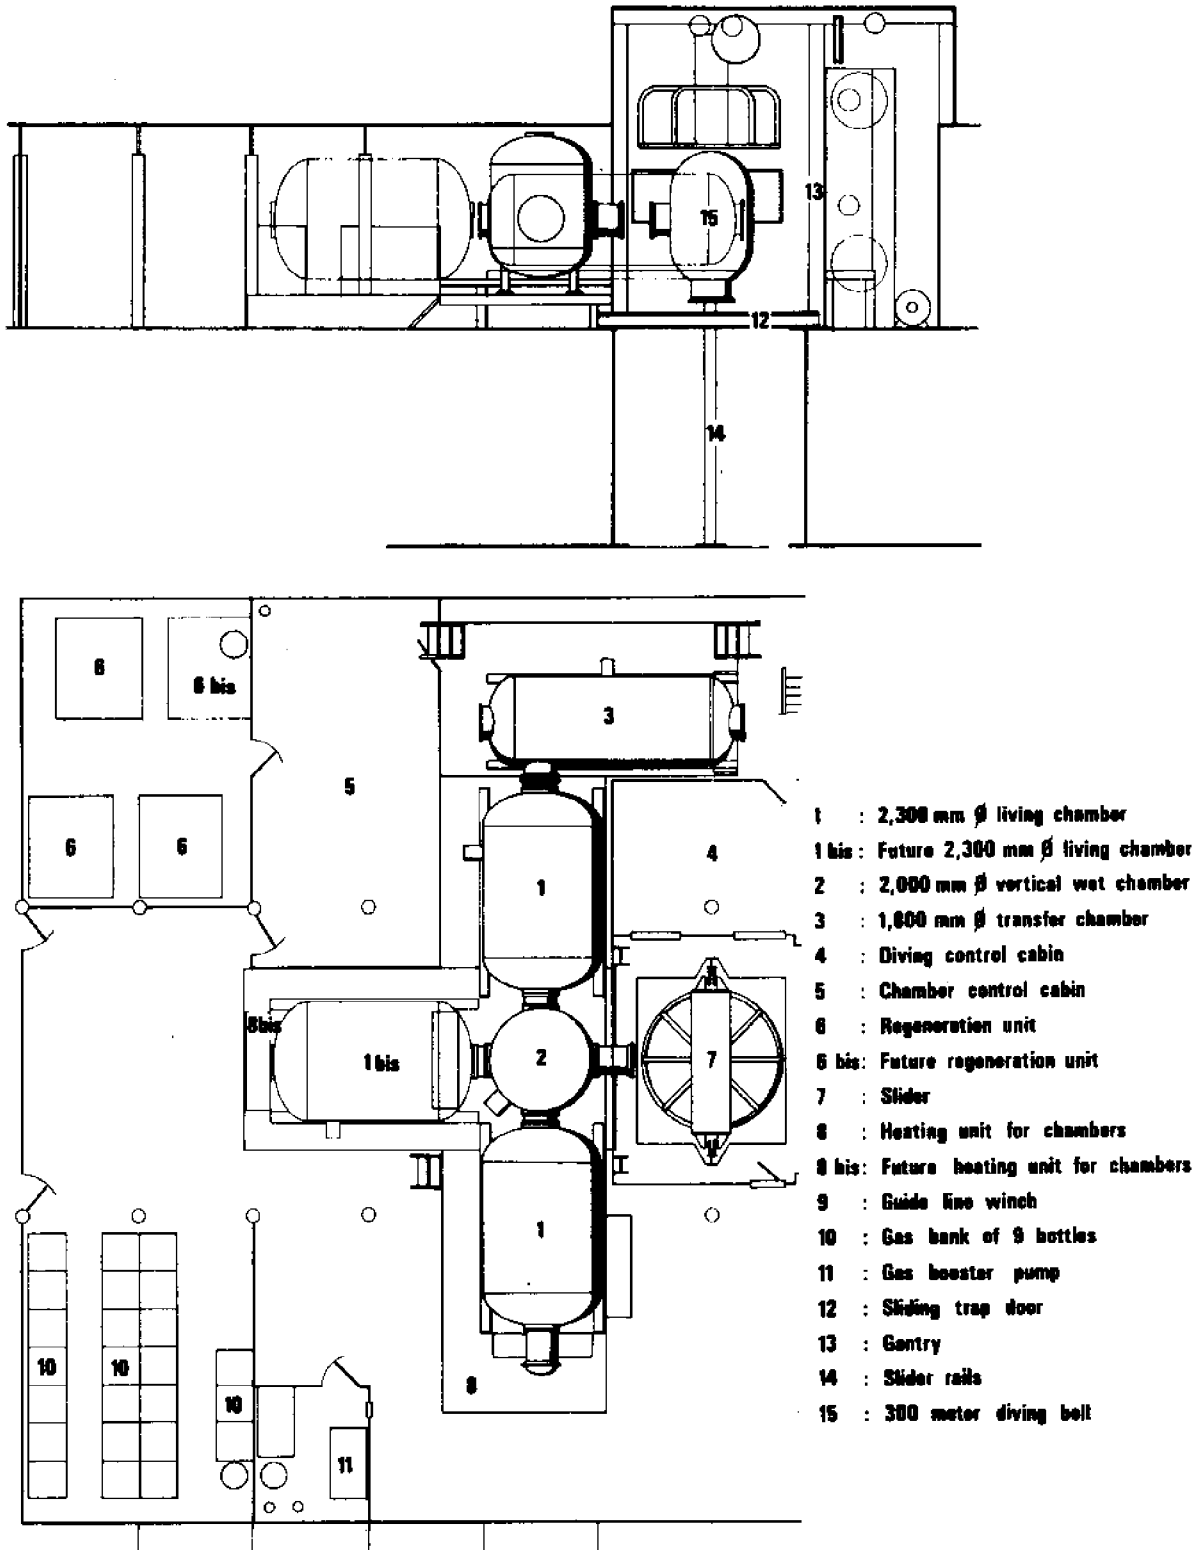 13
15
12
14
6
6 bis
3
5
6
6
4
1
8bis
1 bis
2
7
1
10
10
10
8
11
1 : 2,300 mm Ø living chamber
1 bis : Future 2,300 mm Ø living chamber
2 : 2,000 mm Ø vertical wet chamber
3 : 1,800 mm Ø transfer chamber
4 : Diving control cabin
5 : Chamber control cabin
6 : Regeneration unit
6 bis: Future regeneration unit
7 : Slider
8 : Heating unit for chambers
8 bis: Future heating unit for chambers
9 : Guide line winch
10 : Gas bank of 9 bottles
11 : Gas booster pump
12 : Sliding trap door
13 : Gantry
14 : Slider rails
15 : 300 meter diving bell